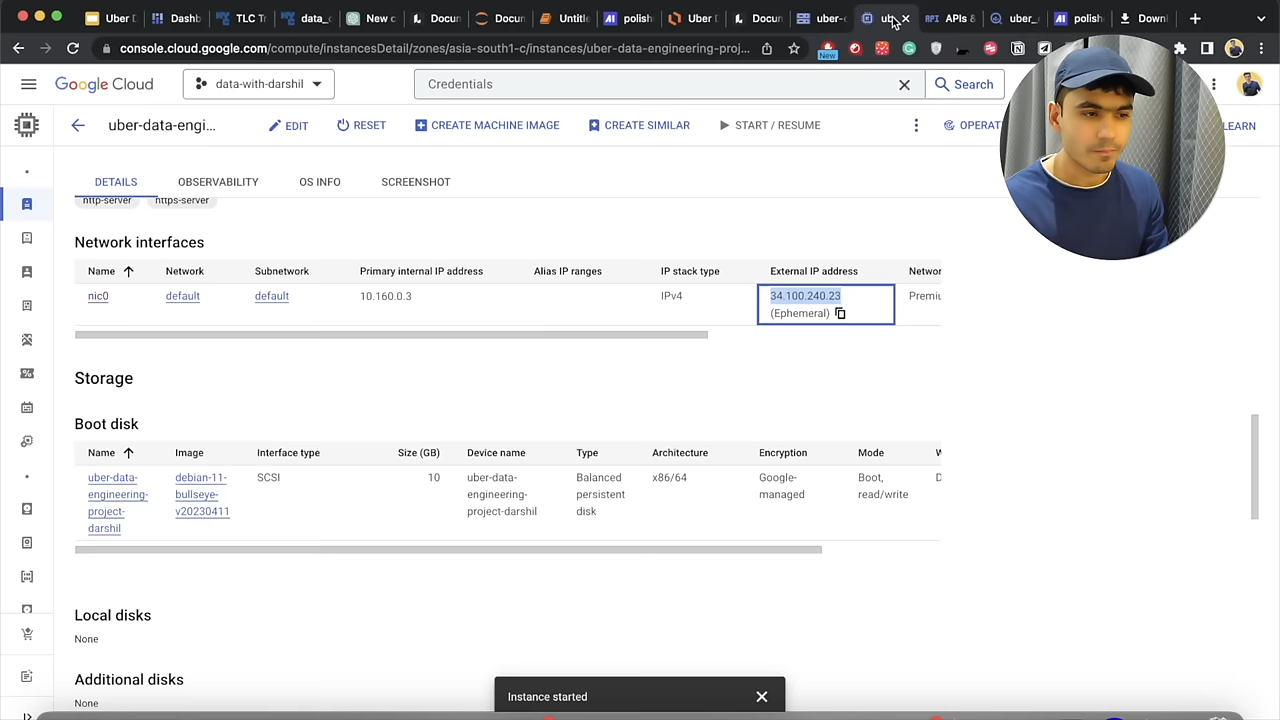 Uber D
Dashb
TLC Tr
data_c
New c
Docun
Docun
Untitle
polish
Uber D
Docun
uber-c
ub
APIs &
uber_
polish
Downl
console.cloud.google.com/compute/instancesDetail/zones/asia-south1-c/instances/uber-data-engineering-proj...
New
Google Cloud
data-with-darshil
Credentials
Search
uber-data-engi...
EDIT
RESET
CREATE MACHINE IMAGE
CREATE SIMILAR
START / RESUME
OPERAT
LEARN
DETAILS
OBSERVABILITY
OS INFO
SCREENSHOT
http-server https-server
Network interfaces
Name Network Subnetwork Primary internal IP address Alias IP ranges IP stack type External IP address Networ
nic0 default default 10.160.0.3 IPv4 34.100.240.23 Premiu
(Ephemeral)
Storage
Boot disk
Name Image Interface type Size (GB) Device name Type Architecture Encryption Mode
uber-data- debian-11- SCSI 10 uber-data- Balanced x86/64 Google- Boot, D
engineering- bullseye- engineering- persistent managed read/write
project- v20230411 project-darshil disk
darshil
Local disks
None
Additional disks
None
Instance started